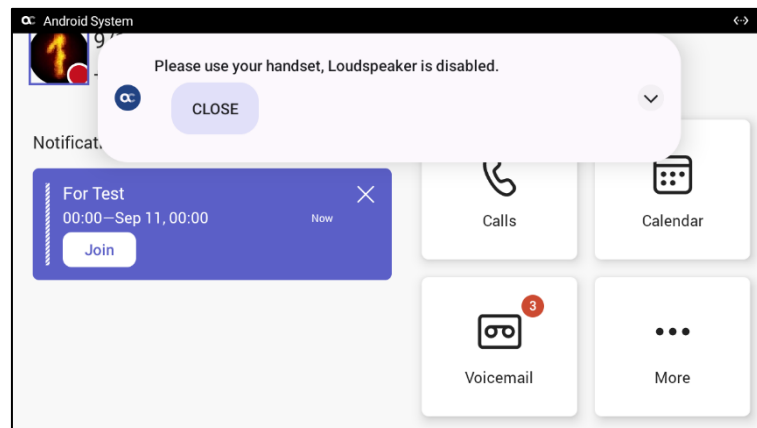 Android System
Please use your handset, Loudspeaker is disabled.
CLOSE
For Test
00:00–Sep 11, 00:00
Now
Join
Calls
Calendar
3
Voicemail
More